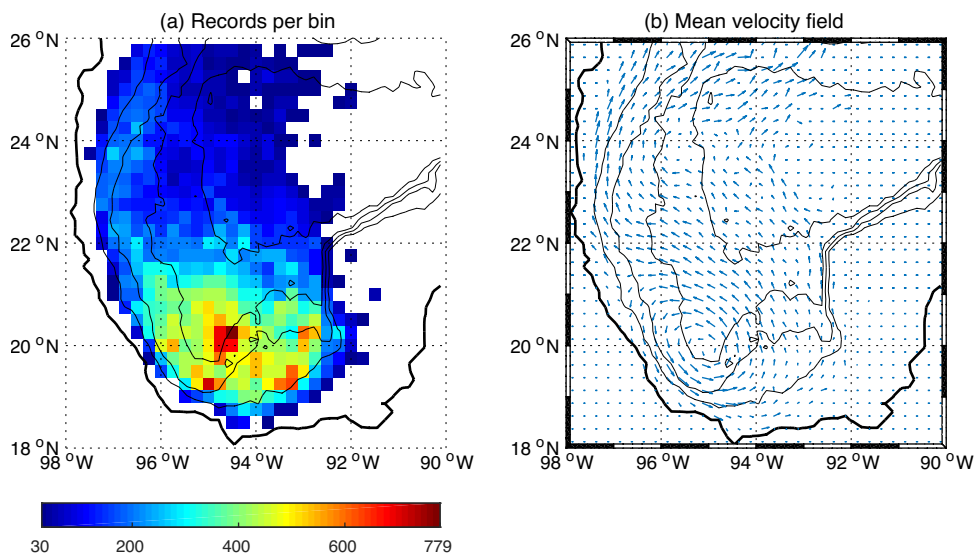 (a) Records per bin
(b) Mean velocity field
26 °N
24 °N
22 °N
20 °N
18 °N
98 °W 96 °W 94 °W 92 °W 90 °W
26 °N
24 °N
22 °N
20 °N
18 °N
98 °W 96 °W 94 °W 92 °W 90 °W
30 200 400 600 779